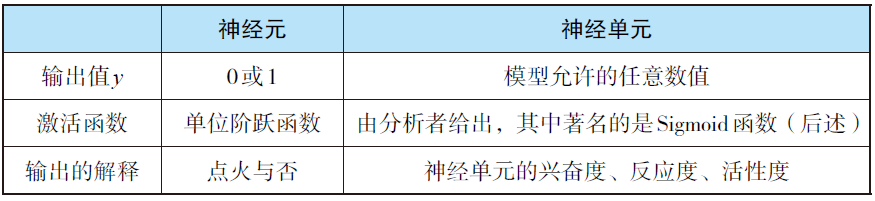 神经元 神经单元
输出值y 0或1 模型允许的任意数值
激活函数 单位阶跃函数 由分析者给出，其中著名的是Sigmoid函数（后述）
输出的解释 点火与否 神经单元的兴奋度、反应度、活性度